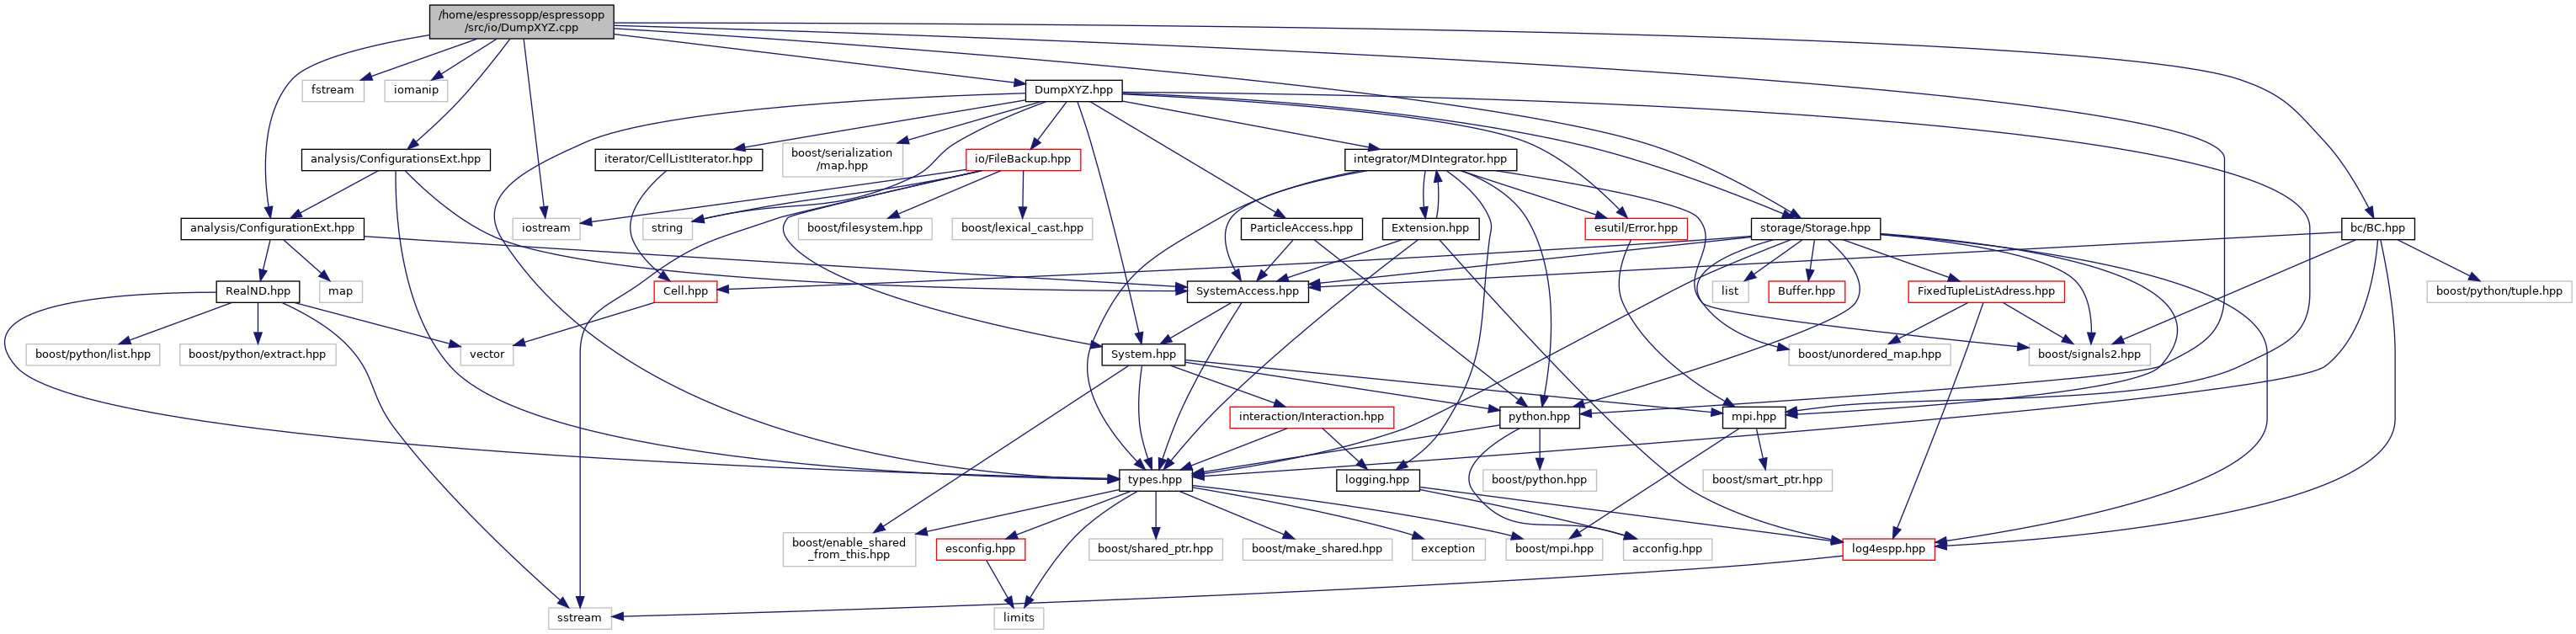 /home/espressopp/espressopp
/src/io/DumpXYZ.cpp
fstream
iomanip
DumpXYZ.hpp
analysis/ConfigurationsExt.hpp
iterator/CellListIterator.hpp
boost/serialization
/map.hpp
io/FileBackup.hpp
integrator/MDIntegrator.hpp
analysis/ConfigurationExt.hpp
iostream
string
boost/filesystem.hpp
boost/lexical_cast.hpp
ParticleAccess.hpp
Extension.hpp
esutil/Error.hpp
storage/Storage.hpp
bc/BC.hpp
RealND.hpp
map
Cell.hpp
SystemAccess.hpp
list
Buffer.hpp
FixedTupleListAdress.hpp
boost/python/tuple.hpp
boost/python/list.hpp
boost/python/extract.hpp
vector
System.hpp
boost/unordered_map.hpp
boost/signals2.hpp
interaction/Interaction.hpp
python.hpp
mpi.hpp
types.hpp
logging.hpp
boost/python.hpp
boost/smart_ptr.hpp
boost/enable_shared
_from_this.hpp
esconfig.hpp
boost/shared_ptr.hpp
boost/make_shared.hpp
exception
boost/mpi.hpp
acconfig.hpp
log4espp.hpp
sstream
limits